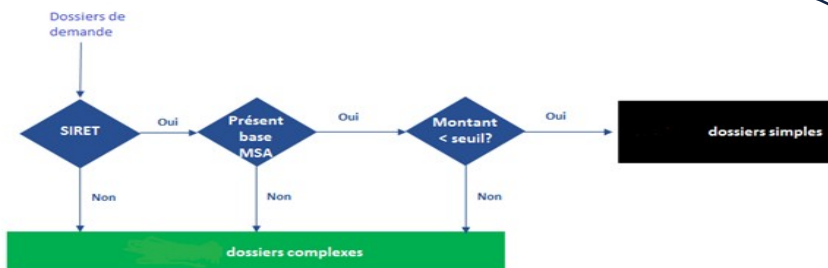 Dossiers de
demande
SIRET
Oui
Présent
base
MSA
Oui
Montant
< seuil?
Oui
dossiers simples
Non
Non
Non
dossiers complexes